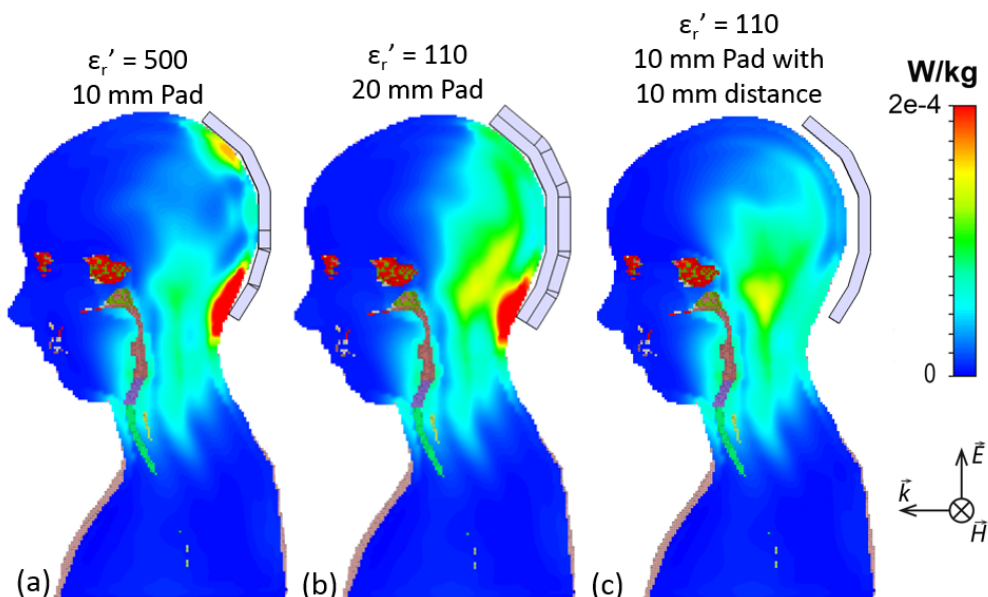 εr’ = 500
10 mm Pad
εr’ = 110
20 mm Pad
εr’ = 110
10 mm Pad with
10 mm distance
W/kg
2e-4
0
E
k
H
(a)
(b)
(c)